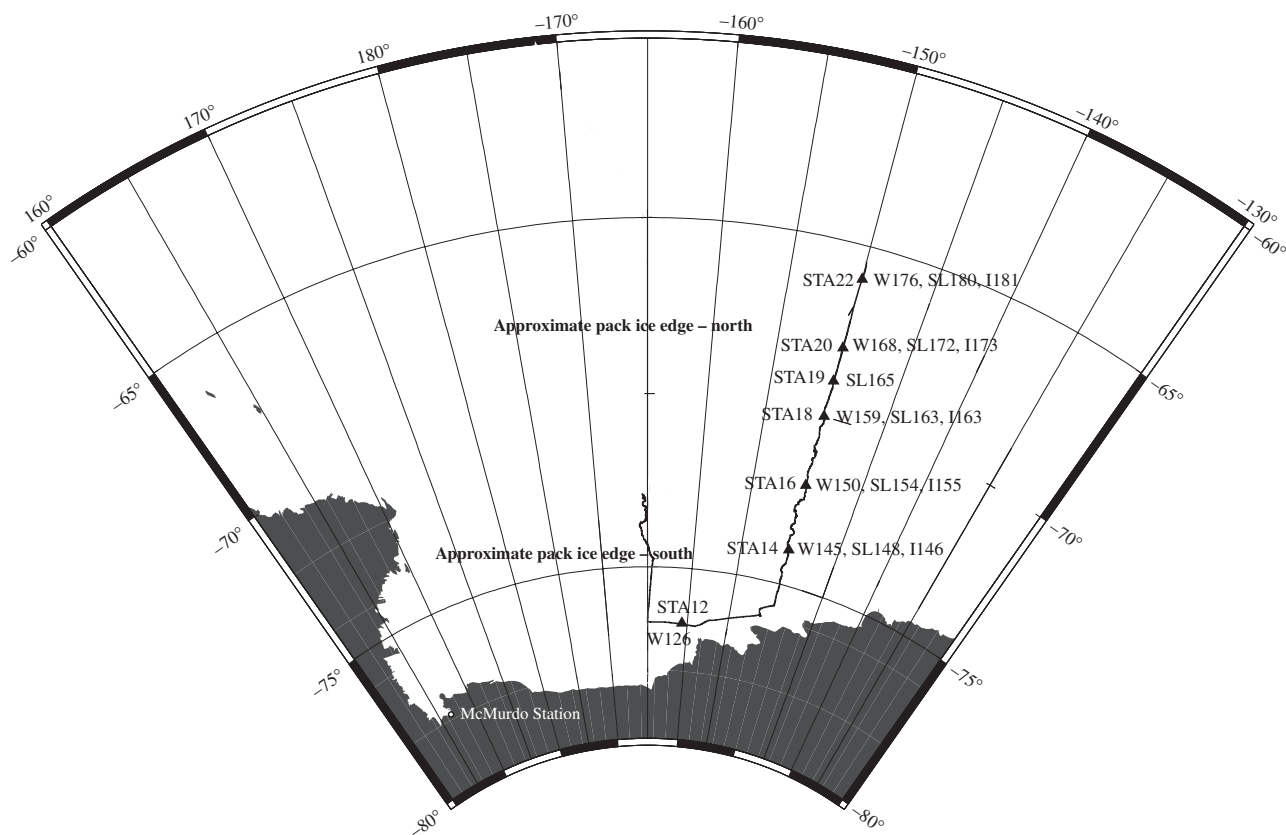 –170°
–160°
180°
–150°
170°
–140°
160°
–130°
–60°
–60°
STA22
W176, SL180, I181
Approximate pack ice edge – north
STA20
W168, SL172, I173
STA19
SL165
–65°
–65°
STA18
W159, SL163, I163
STA16
W150, SL154, I155
–70°
–70°
Approximate pack ice edge – south
STA14
W145, SL148, I146
STA12
W126
–75°
–75°
McMurdo Station
–80°
–80°